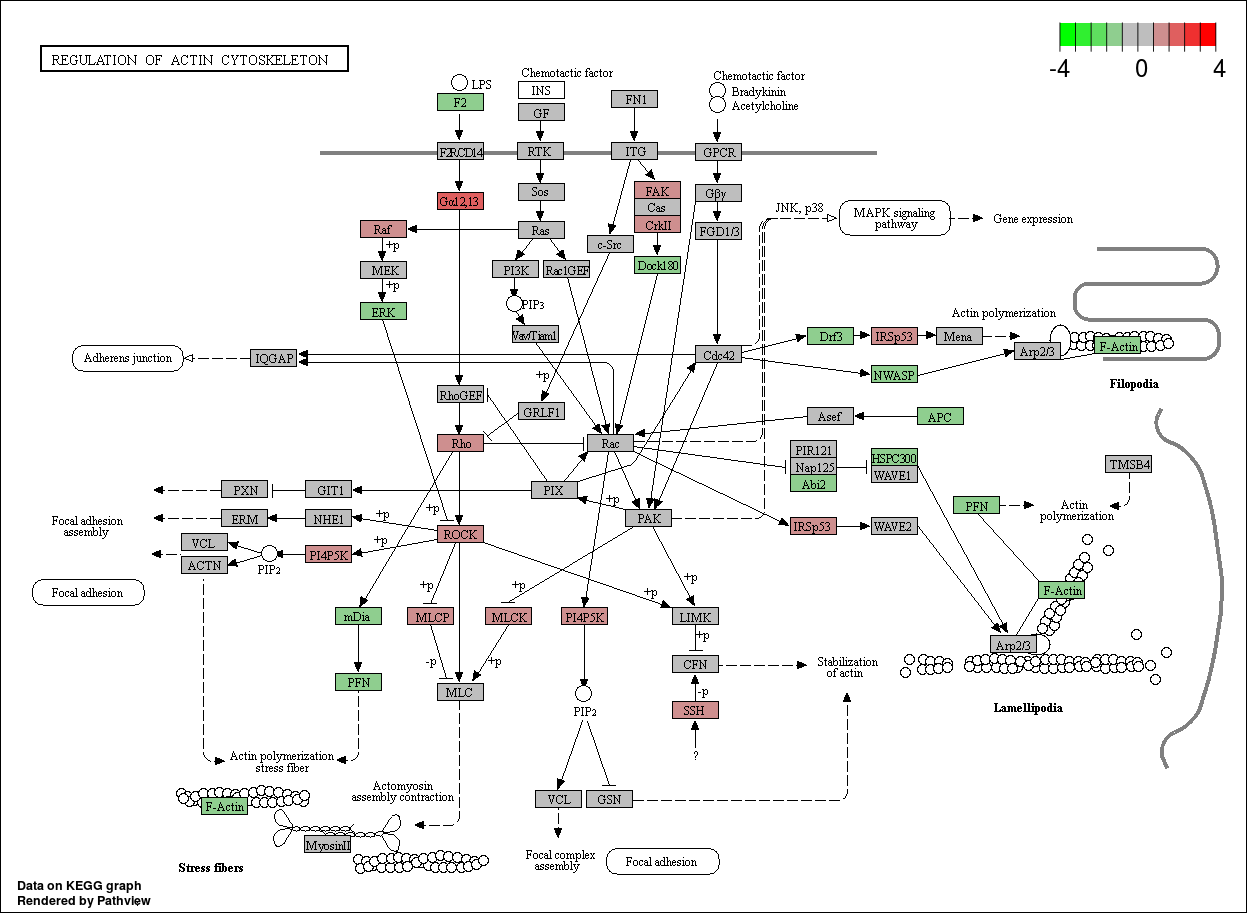 REGULATION OF ACTIN CYTOSKELETON
-4 0 4
LPS
Chemotactic factor
INS
Chemotactic factor
Bradykinin
Acetylcholine
F2
GF
FN1
F2RCD14
RTK
ITG
GPCR
Gα12,13
Sos
FAK
Cas
CrkII
Gβγ
JNK, p38
MAPK signaling
pathway
Gene expression
Raf
Ras
c-Src
FGD1/3
+p
MEK
PI3K
Rac1GEF
Dock180
+p
ERK
PIP3
Vav/Tiam1
Actin polymerization
Drf3
IRSp53
Mena
Arp2/3
F-Actin
Filopodia
Adherens junction
IQGAP
Cdc42
NWASP
+p
RhoGEF
GRLF1
Asef
APC
Rho
Rac
PIR121
Nap125
Abi2
HSPC300
WAVE1
TMSB4
PXN
GIT1
PIX
+p
PFN
Actin
polymerization
Focal adhesion
assembly
ERM
NHE1
+p
+p
PAK
IRSp53
WAVE2
VCL
ACTN
PIP2
PI4P5K
+p
ROCK
Focal adhesion
+p
+p
+p
+p
F-Actin
mDia
MLCP
MLCK
PI4P5K
LIMK
Arp2/3
+p
-p
+p
CFN
Stabilization
of actin
PFN
MLC
-p
SSH
PIP2
Lamellipodia
?
Actin polymerization
stress fiber
Actomyosin
assembly contraction
F-Actin
VCL
GSN
MyosinII
Stress fibers
Focal complex
assembly
Focal adhesion
Data on KEGG graph
Rendered by Pathview